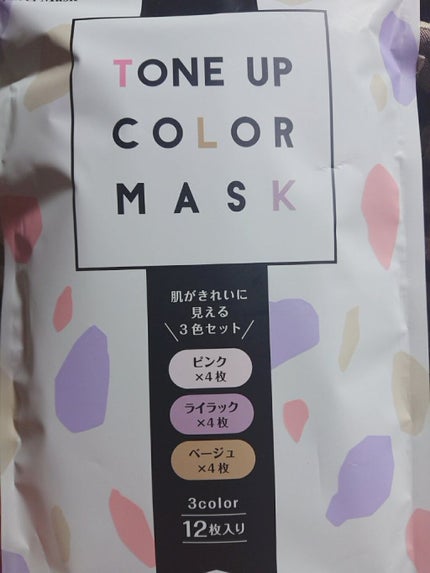 Mask
TONE UP
COLOR
MASK
肌がきれいに
見える
\3色セット/
ピンク
×4枚
ライラック
×4枚
ベージュ
×4枚
3color
12枚入り